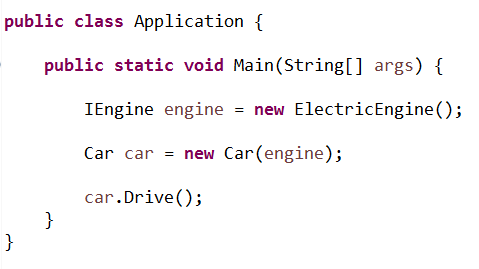 public class Application {
public static void Main(String[] args) {
IEngine engine = new ElectricEngine();
Car car = new Car(engine);
car.Drive();
}
}